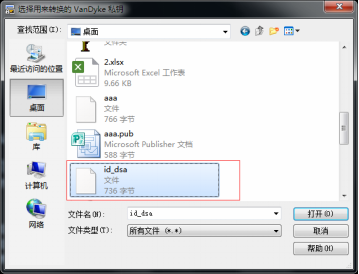 选择用来转换的 VanDyke 私钥
查找范围(I):
桌面
文件夹
2.xlsx
Microsoft Excel 工作表
9.66 KB
aaa
文件
766 字节
aaa.pub
Microsoft Publisher 文档
588 字节
id_dsa
文件
736 字节
最近访问的位置
桌面
库
计算机
网络
文件名(N):
id_dsa
打开(O)
文件类型(T):
所有文件 (*.*)
取消
帮助(H)